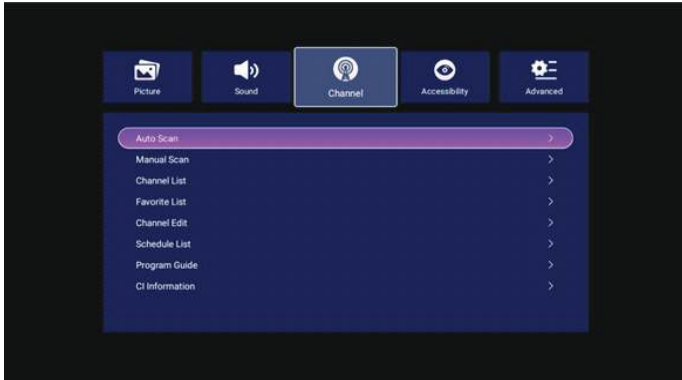 Picture
Sound
Channel
Accessibility
Advanced
Auto Scan
Manual Scan
Channel List
Favorite List
Channel Edit
Schedule List
Program Guide
CI Information